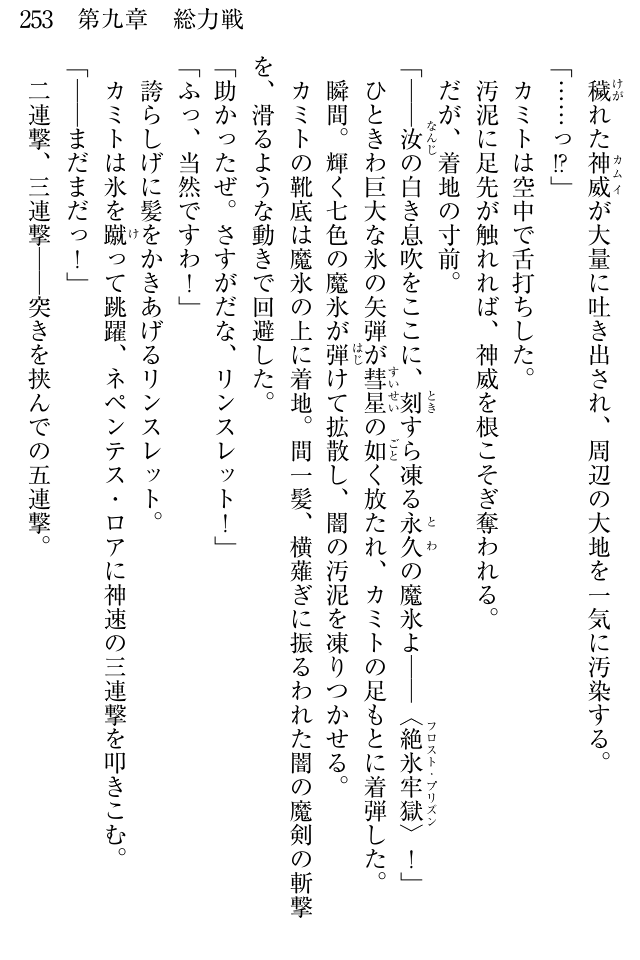 253　第九章　総力戦
穢れた神威が大量に吐き出され、周辺の大地を一気に汚染する。
「……っ!?」
カミトは空中で舌打ちした。
汚泥に足先が触れれば、神威を根こそぎ奪われる。
だが、着地の寸前。
「――汝の白き息吹をここに、刻すら凍る永久の魔氷よ――〈絶氷牢獄〉！」
ひときわ巨大な氷の矢弾が彗星の如く放たれ、カミトの足もとに着弾した。
瞬間。輝く七色の魔氷が弾けて拡散し、闇の汚泥を凍りつかせる。
カミトの靴底は魔氷の上に着地。間一髪、横薙ぎに振るわれた闇の魔剣の斬撃
を、滑るような動きで回避した。
「助かったぜ。さすがだな、リンスレット！」
「ふっ、当然ですわ！」
誇らしげに髪をかきあげるリンスレット。
カミトは氷を蹴って跳躍、ネペンテス・ロアに神速の三連撃を叩きこむ。
「――まだまだっ！」
二連撃、三連撃――突きを挟んでの五連撃。